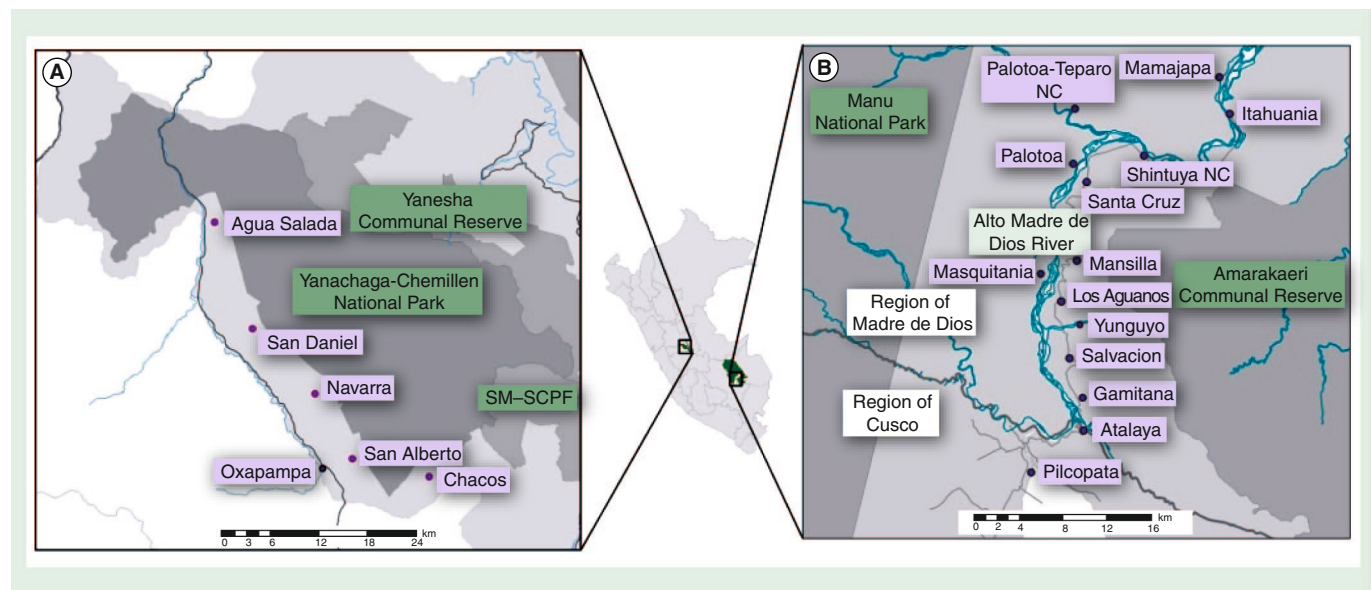 A
Yanesha
Communal Reserve
Agua Salada
Yanachaga-Chemillen
National Park
San Daniel
Navarra
SM–SCPF
San Alberto
Oxapampa
Chacos
km
0 3 6 12 18 24
B
Palotoa-Teparo
NC
Mamajapa
Manu
National Park
Itahuania
Palotoa
Shintuya NC
Santa Cruz
Alto Madre de
Dios River
Mansilla
Masquitania
Amarakaeri
Communal Reserve
Los Aguanos
Region of
Madre de Dios
Yunguyo
Salvacion
Gamitana
Region of
Cusco
Atalaya
Pilcopata
km
0 2 4 8 12 16